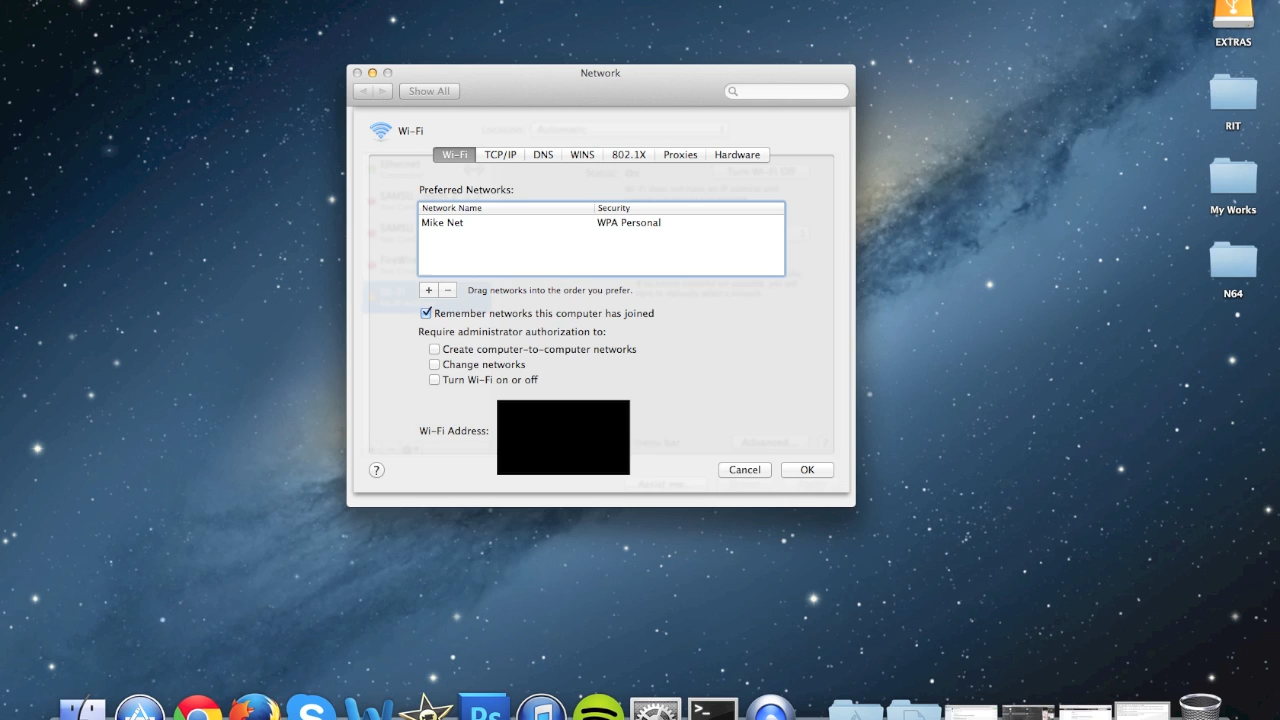 Network
Show All
Wi-Fi
Wi-Fi TCP/IP DNS WINS 802.1X Proxies Hardware
Preferred Networks:
Network Name Security
Mike Net WPA Personal
+ − Drag networks into the order you prefer.
Remember networks this computer has joined
Require administrator authorization to:
Create computer-to-computer networks
Change networks
Turn Wi-Fi on or off
Wi-Fi Address:
? Cancel OK
EXTRAS
RIT
My Works
N64
Ps